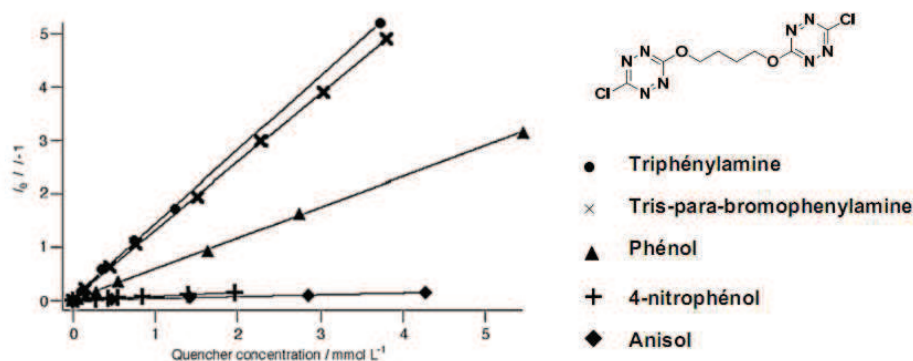 5
4
3
2
1
0
I₀ / I -1
0 1 2 3 4 5
Quencher concentration / mmol L⁻¹
Cl
N N
N N
O
N N
N N
O
Cl
Triphénylamine
Tris-para-bromophenylamine
Phénol
4-nitrophénol
Anisol